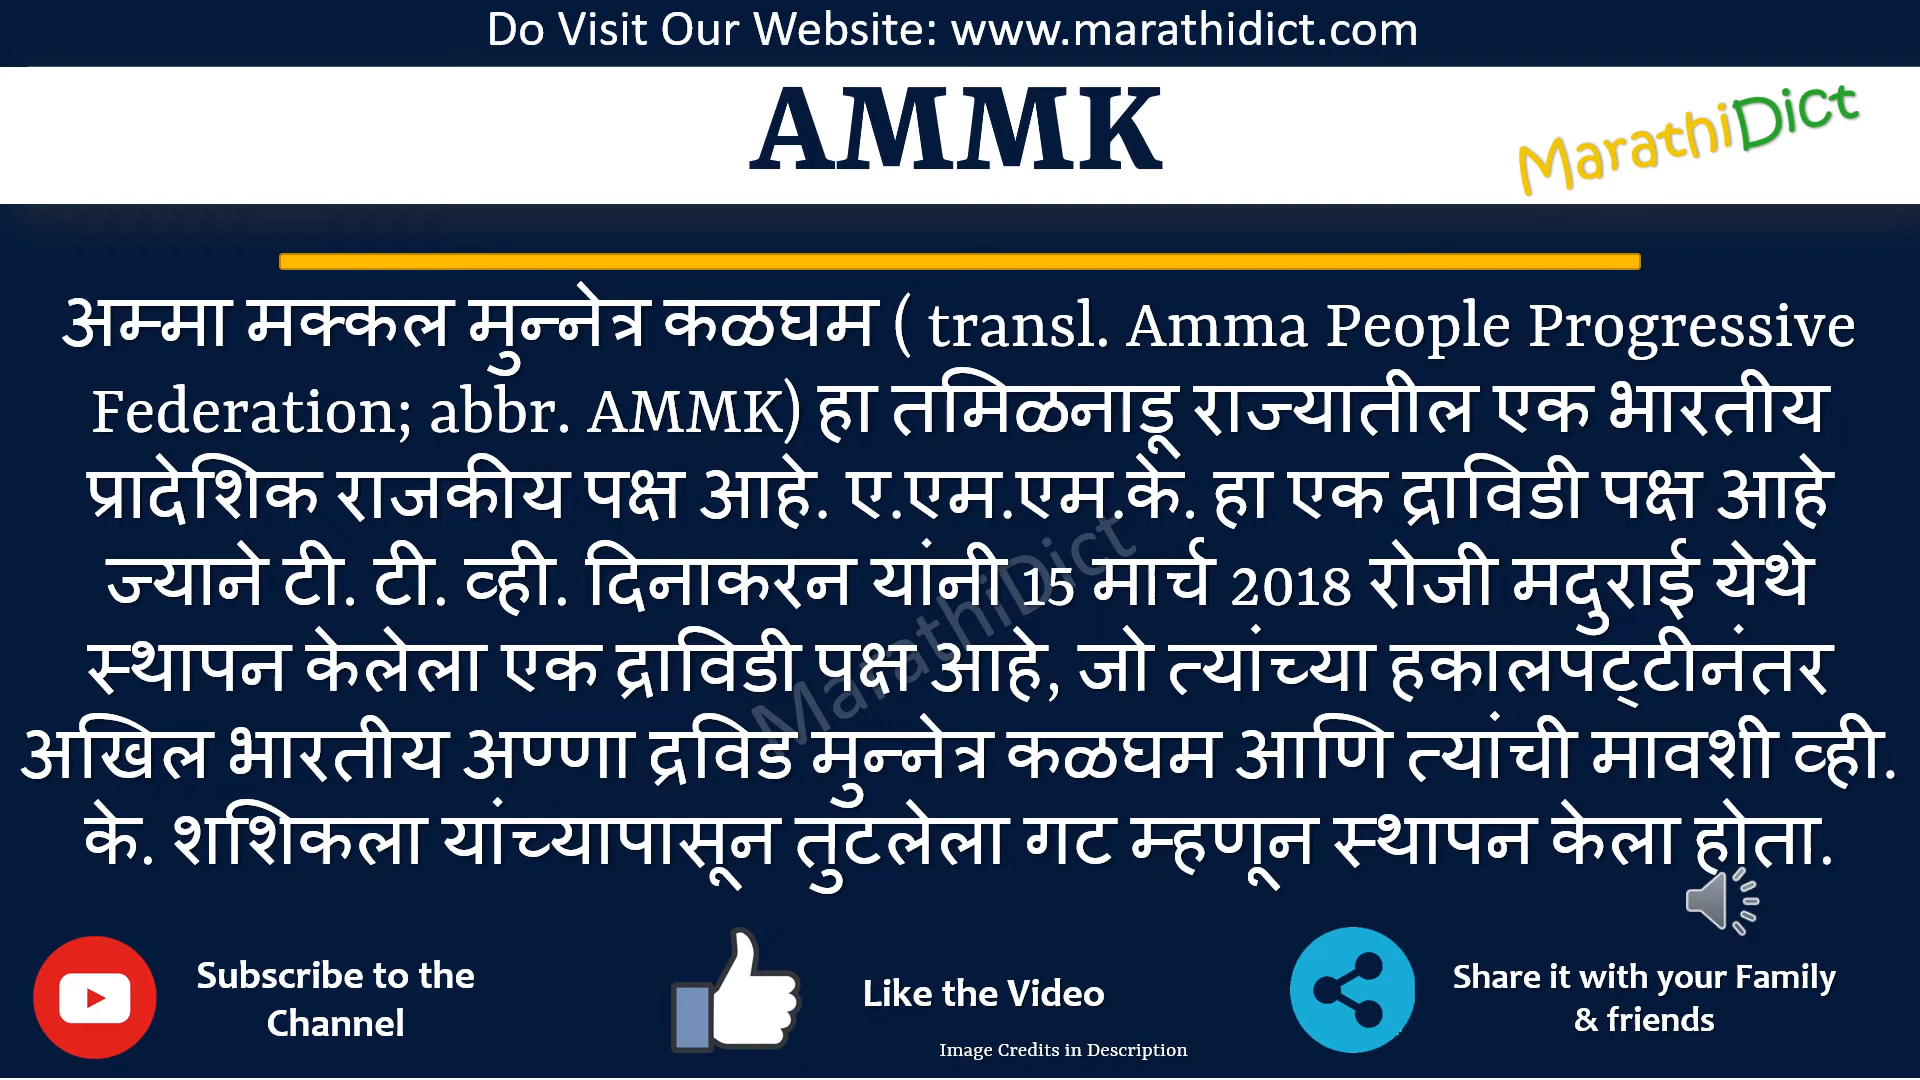 Do Visit Our Website: www.marathidict.com
AMMK
MarathiDict
अम्मा मक्कल मुन्नेत्र कळघम ( transl. Amma People Progressive
Federation; abbr. AMMK) हा तमिळनाडू राज्यातील एक भारतीय
प्रादेशिक राजकीय पक्ष आहे. ए.एम.एम.के. हा एक द्राविडी पक्ष आहे
ज्याने टी. टी. व्ही. दिनाकरन यांनी 15 मार्च 2018 रोजी मदुराई येथे
स्थापन केलेला एक द्राविडी पक्ष आहे, जो त्यांच्या हकालपट्टीनंतर
अखिल भारतीय अण्णा द्रविड मुन्नेत्र कळघम आणि त्यांची मावशी व्ही.
के. शशिकला यांच्यापासून तुटलेला गट म्हणून स्थापन केला होता.
MarathiDict
Subscribe to the
Channel
Like the Video
Share it with your Family
& friends
Image Credits in Description